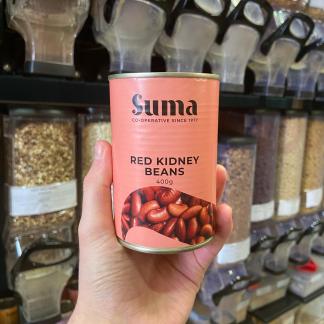 Suma
CO-OPERATIVE SINCE 1977
RED KIDNEY
BEANS
400g